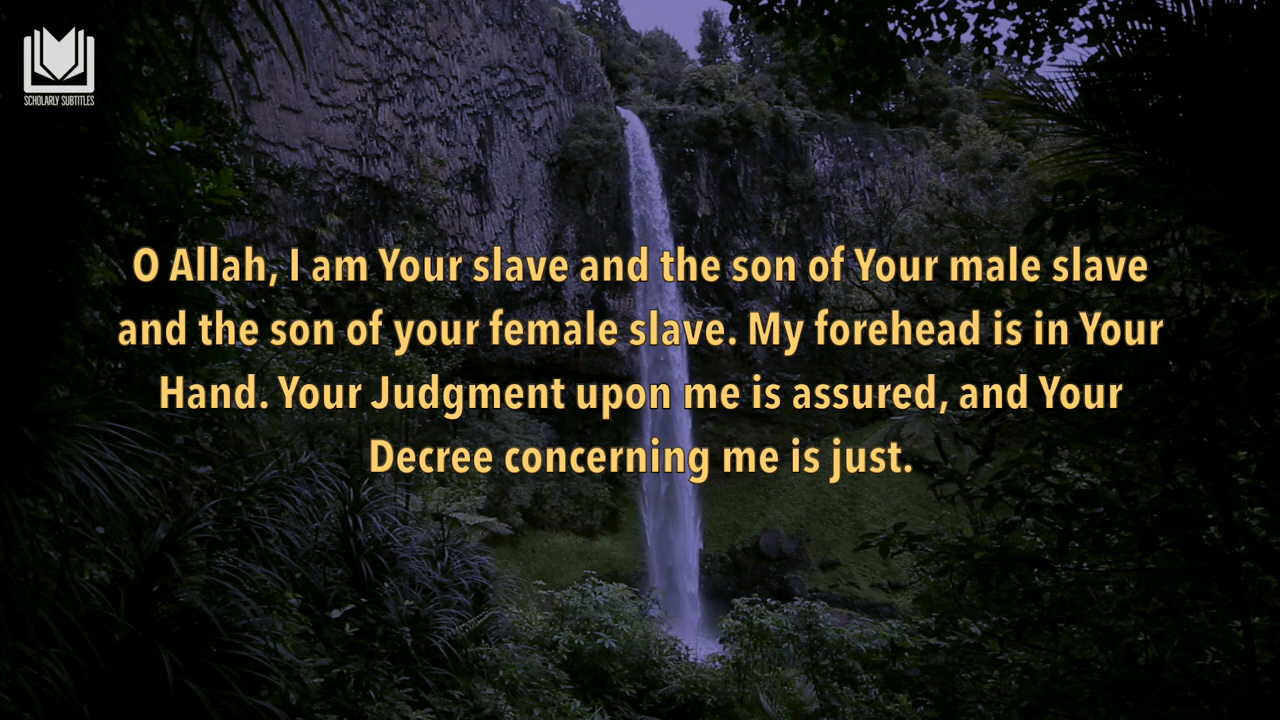 SCHOLARLY SUBTITLES
O Allah, I am Your slave and the son of Your male slave
and the son of your female slave. My forehead is in Your
Hand. Your Judgment upon me is assured, and Your
Decree concerning me is just.